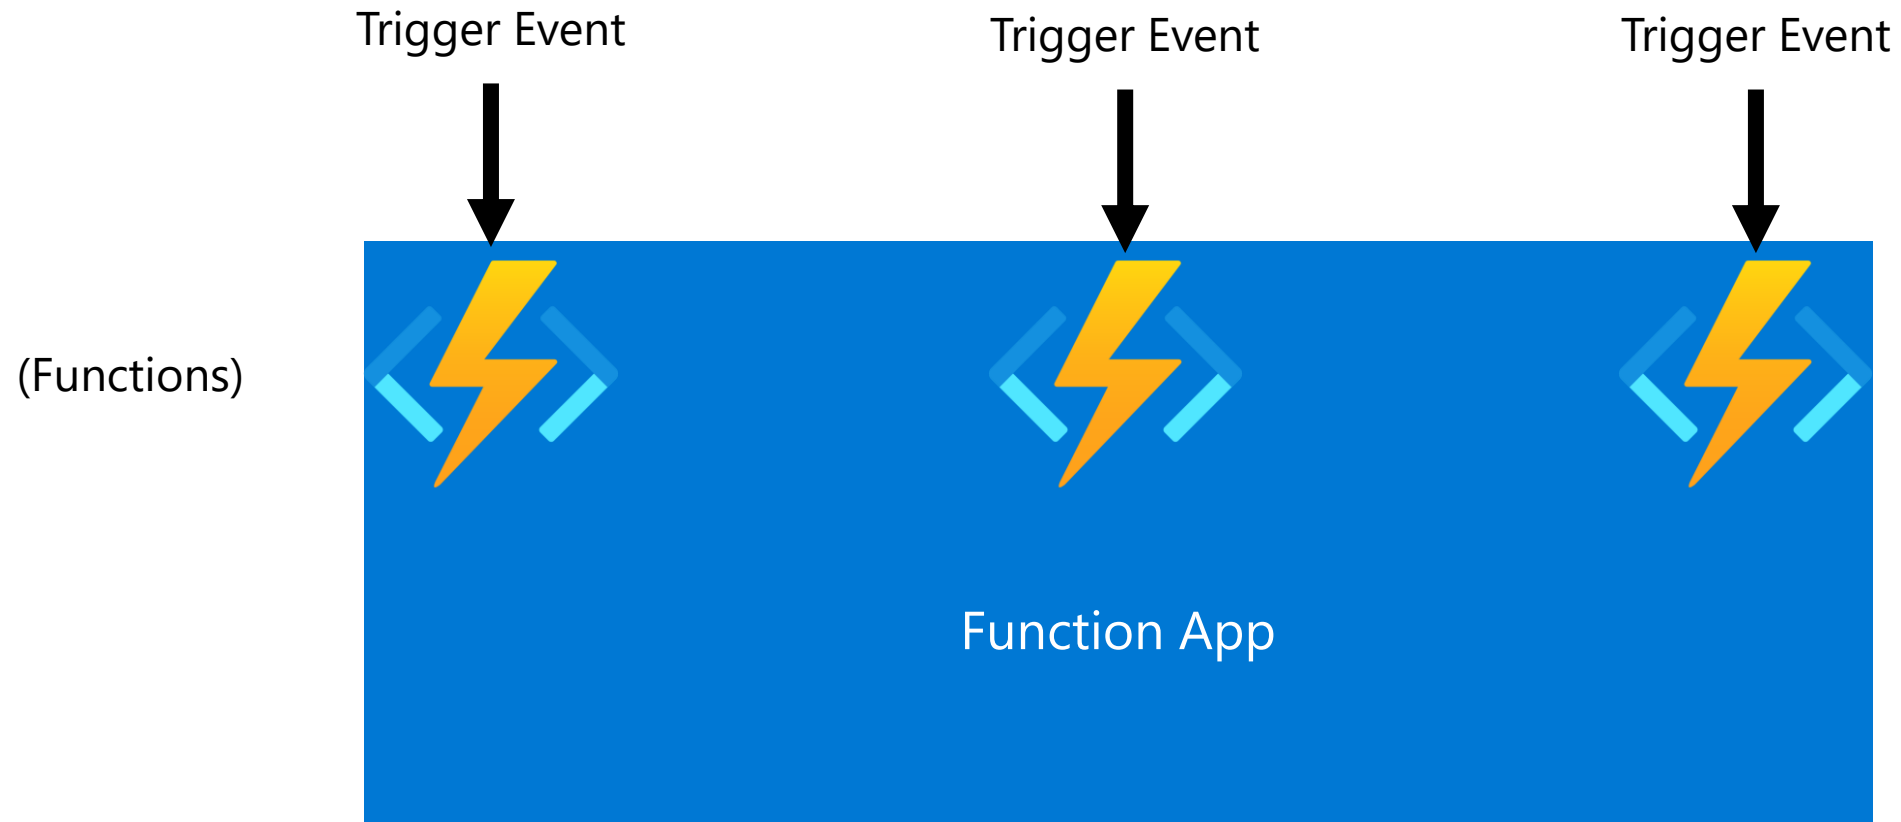 Trigger Event
Trigger Event
Trigger Event
(Functions)
Function App